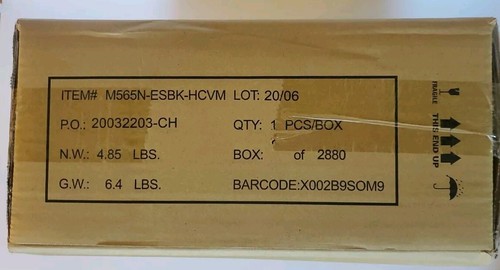 ITEM# M565N-ESBK-HCVM LOT: 20/06
P.O.: 20032203-CH QTY: 1 PCS/BOX
N.W.: 4.85 LBS. BOX: of 2880
G.W.: 6.4 LBS. BARCODE:X002B9SOM9
FRAGILE
THIS END UP